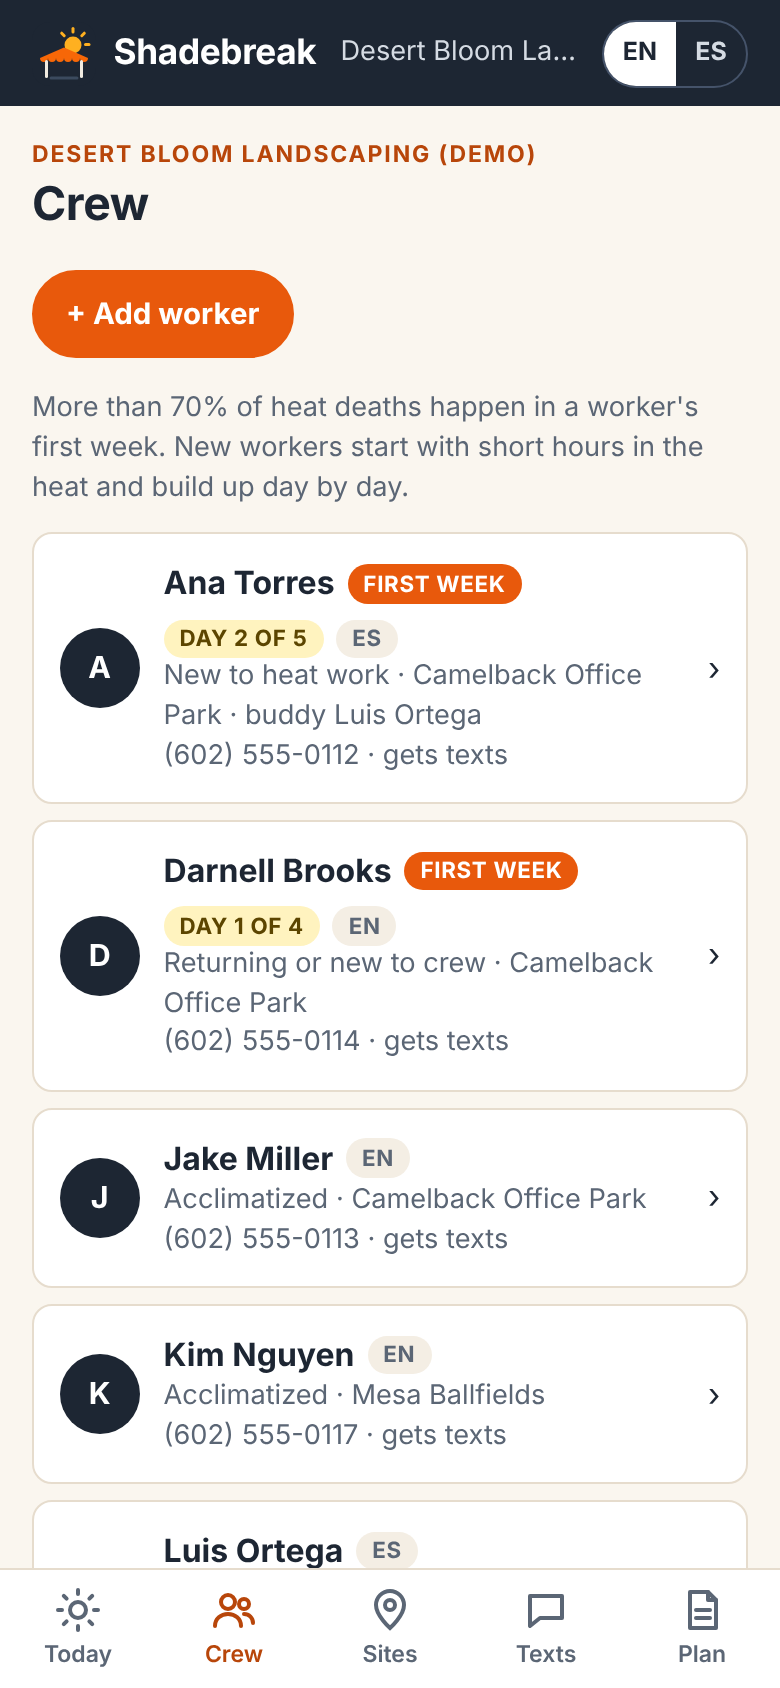 Shadebreak Desert Bloom La... EN ES
DESERT BLOOM LANDSCAPING (DEMO)
Crew
+ Add worker
More than 70% of heat deaths happen in a worker's
first week. New workers start with short hours in the
heat and build up day by day.
Ana Torres FIRST WEEK
DAY 2 OF 5 ES
A
New to heat work · Camelback Office
Park · buddy Luis Ortega
(602) 555-0112 · gets texts
›
Darnell Brooks FIRST WEEK
DAY 1 OF 4 EN
D
Returning or new to crew · Camelback
Office Park
(602) 555-0114 · gets texts
›
Jake Miller EN
J
Acclimatized · Camelback Office Park
(602) 555-0113 · gets texts
›
Kim Nguyen EN
K
Acclimatized · Mesa Ballfields
(602) 555-0117 · gets texts
›
Luis Ortega ES
Today Crew Sites Texts Plan